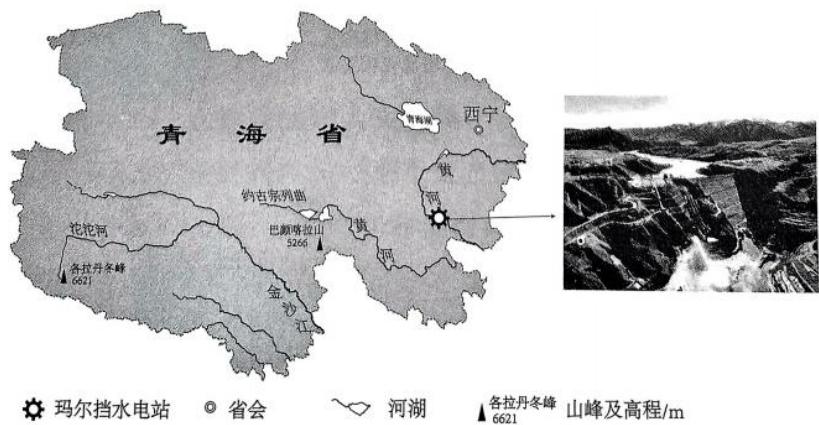 青海省
青海湖
西宁
黄河
约古宗列曲
巴颜喀拉山
5266
黄河
沱沱河
各拉丹冬峰
6621
金沙江
玛尔挡水电站
省会
河湖
各拉丹冬峰
6621
山峰及高程/m